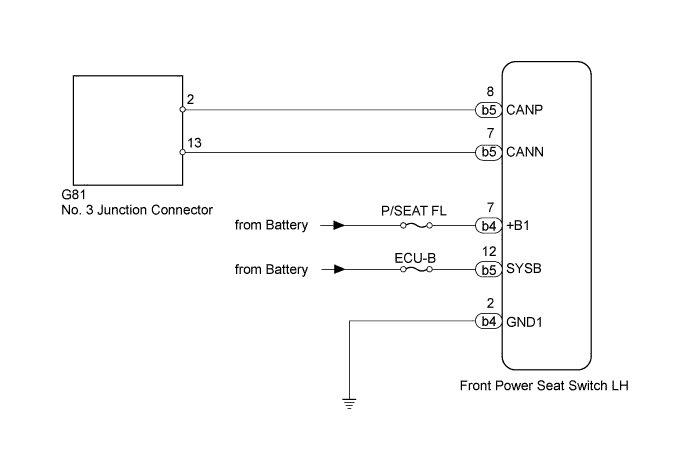 8
2
b5 CANP
7
13
b5 CANN
G81
No. 3 Junction Connector
P/SEAT FL
7
from Battery
b4 +B1
ECU-B
12
from Battery
b5 SYSB
2
b4 GND1
Front Power Seat Switch LH